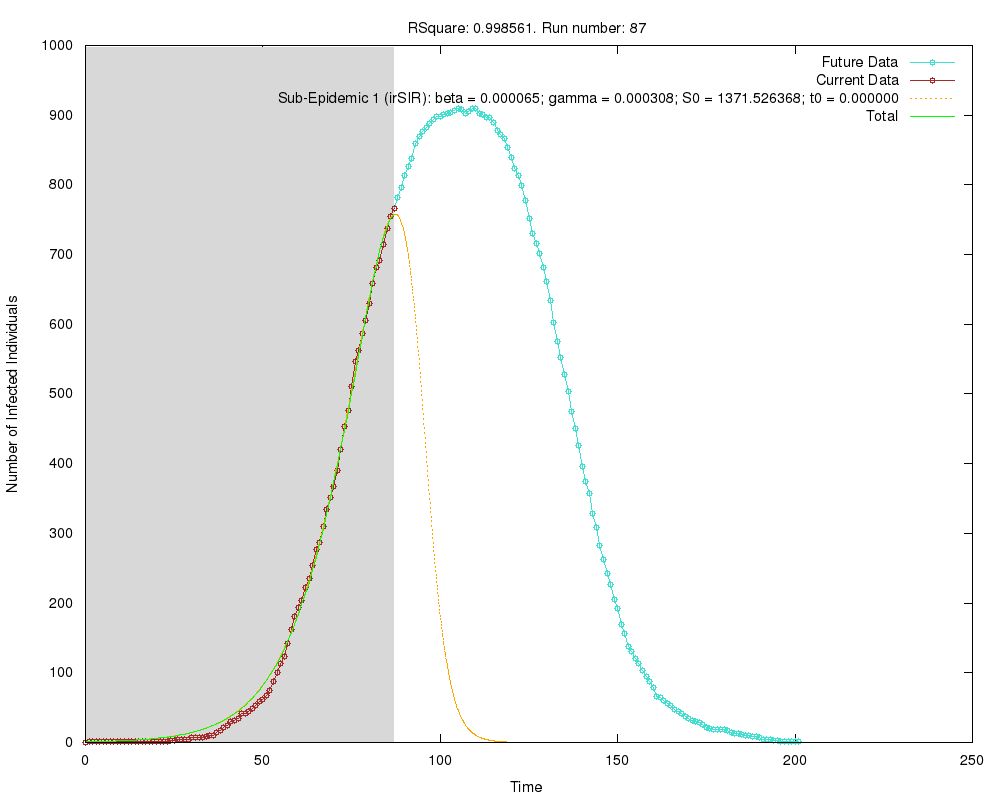 RSquare: 0.998561. Run number: 87
1000
900
800
700
600
500
400
300
200
100
0
Number of Infected Individuals
Future Data
Current Data
Sub-Epidemic 1 (irSIR): beta = 0.000065; gamma = 0.000308; S0 = 1371.526368; t0 = 0.000000
Total
0 50 100 150 200 250
Time